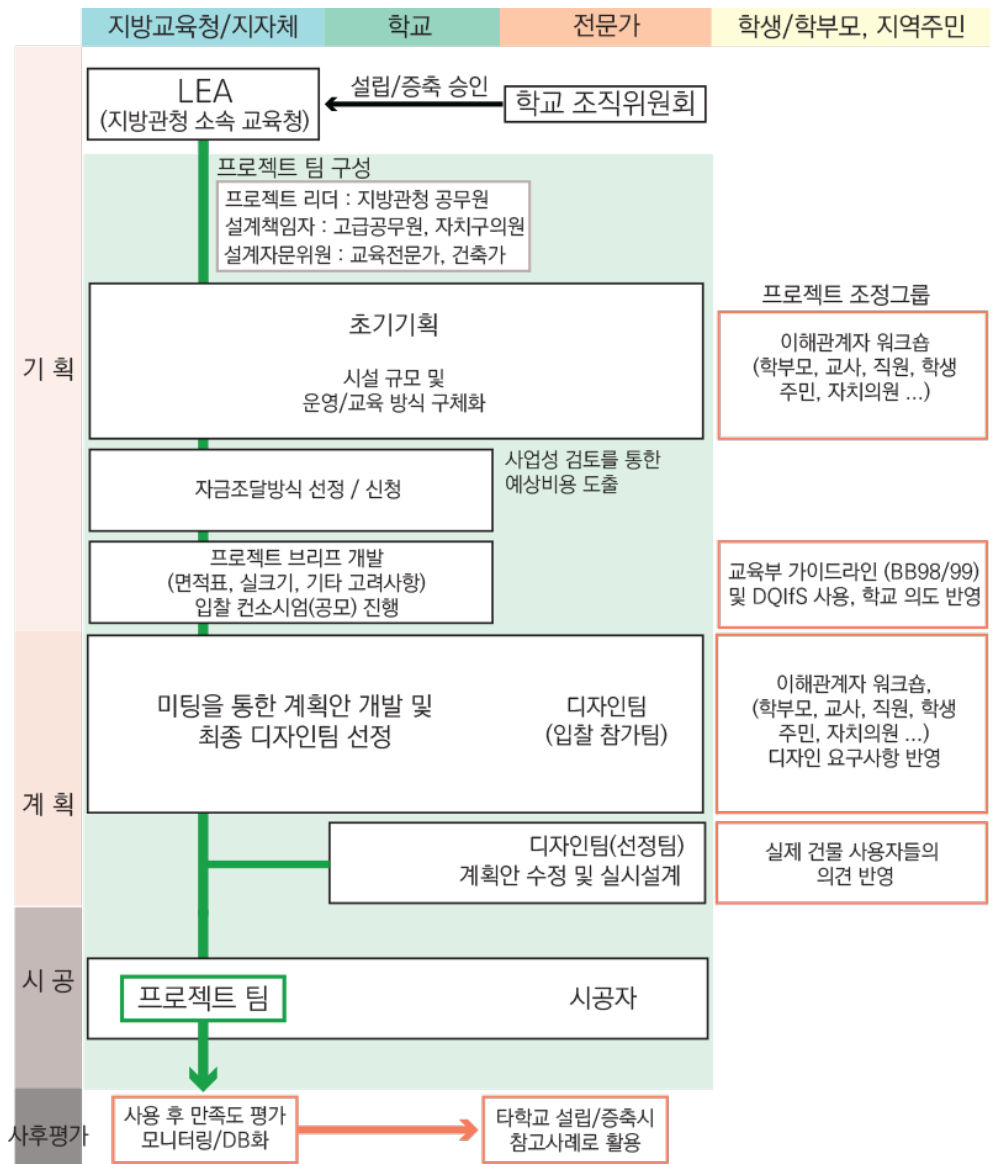 지방교육청/지자체
학교
전문가
학생/학부모, 지역주민
기 획
LEA
(지방관청 소속 교육청)
설립/증축 승인
학교 조직위원회
프로젝트 팀 구성
프로젝트 리더 : 지방관청 공무원
설계책임자 : 고급공무원, 자치구의원
설계자문위원 : 교육전문가, 건축가
초기기획
시설 규모 및
운영/교육 방식 구체화
프로젝트 조정그룹
이해관계자 워크숍
(학부모, 교사, 직원, 학생
주민, 자치의원 ...)
자금조달방식 선정 / 신청
사업성 검토를 통한
예상비용 도출
프로젝트 브리프 개발
(면적표, 실크기, 기타 고려사항)
입찰 컨소시엄(공모) 진행
교육부 가이드라인 (BB98/99)
및 DQIfS 사용, 학교 의도 반영
계 획
미팅을 통한 계획안 개발 및
최종 디자인팀 선정
디자인팀
(입찰 참가팀)
이해관계자 워크숍,
(학부모, 교사, 직원, 학생
주민, 자치의원 ...)
디자인 요구사항 반영
디자인팀(선정팀)
계획안 수정 및 실시설계
실제 건물 사용자들의
의견 반영
시 공
프로젝트 팀
시공자
사후평가
사용 후 만족도 평가
모니터링/DB화
타학교 설립/증축시
참고사례로 활용